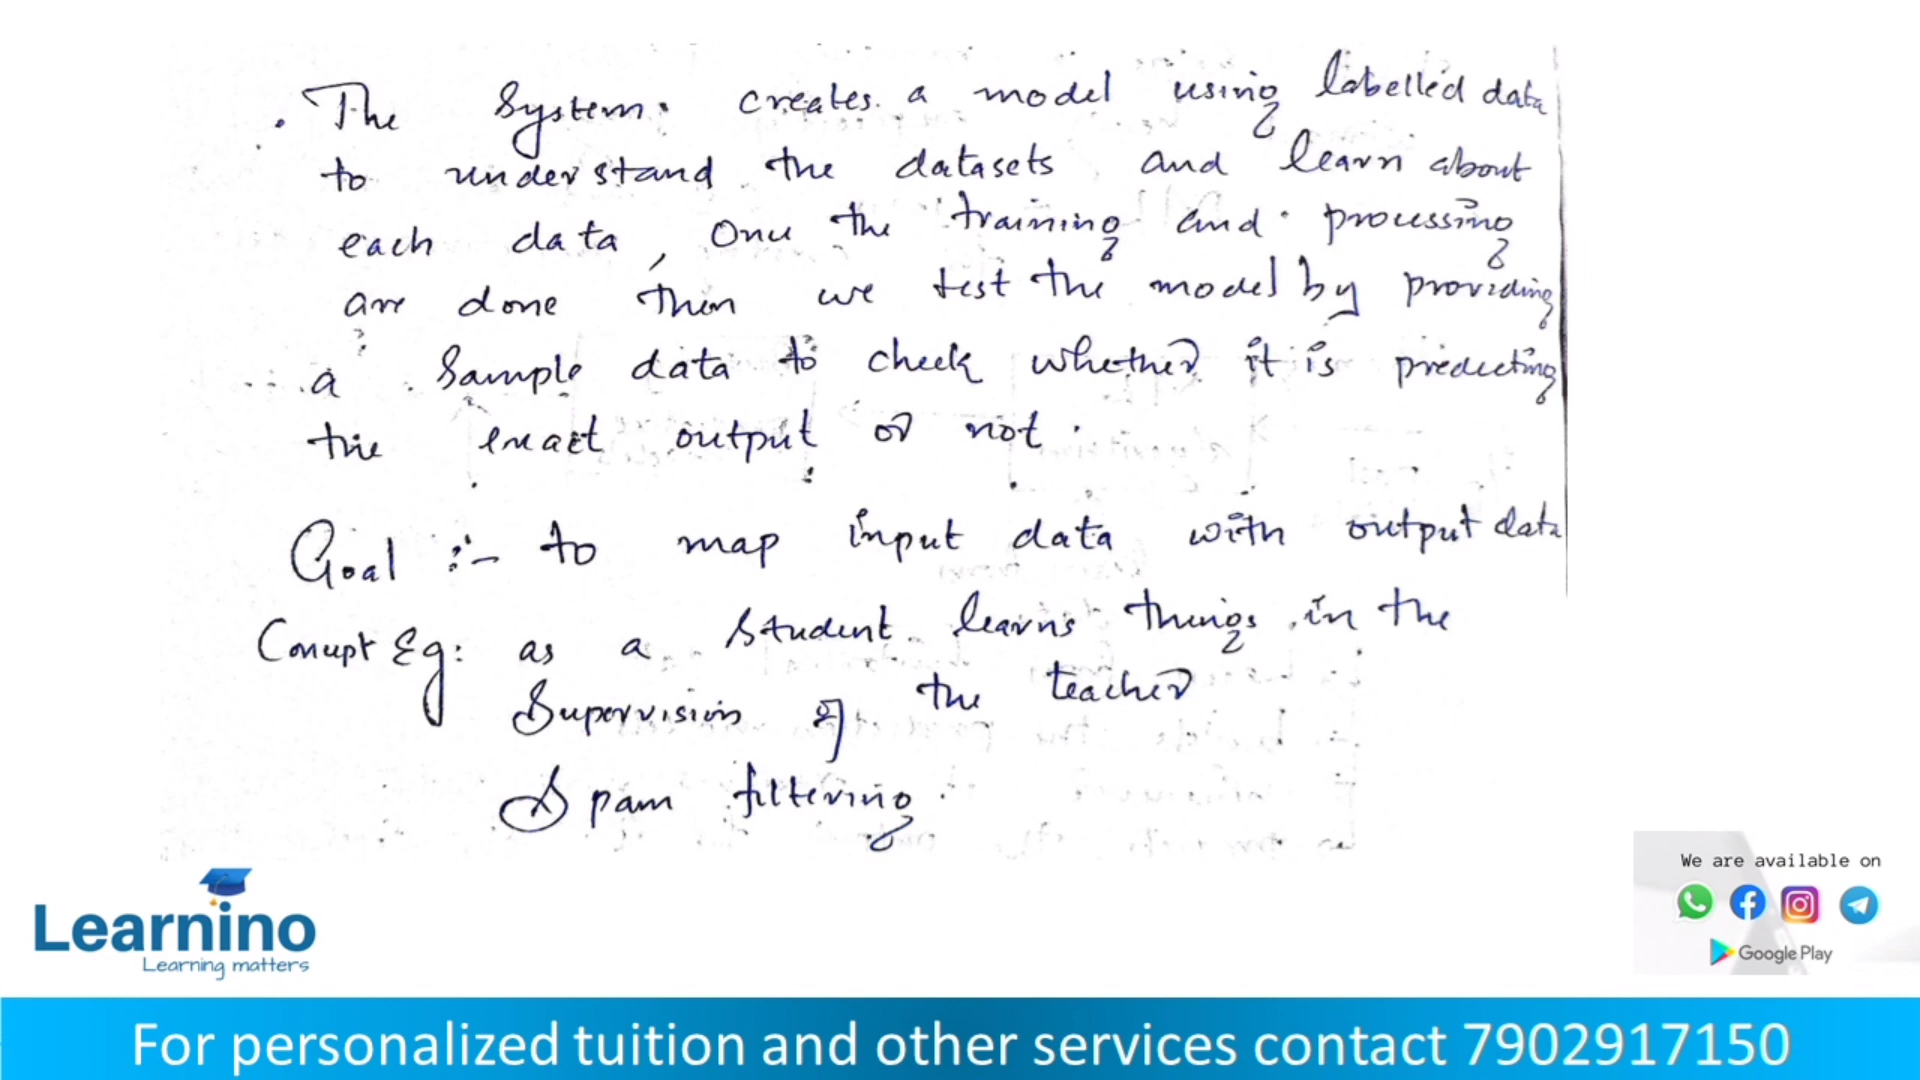 . The System. creates a model using labelled data
to understand the datasets and learn about
each data, Once the training and processing
are done then we test the model by providing
a Sample data to check whether it is predicting
the exact output or not.
Goal :- to map input data with output data
Concept Eg: as a student learns things in the
Supervision of the teacher
Spam filtering
Learnino
Learning matters
We are available on
Google Play
For personalized tuition and other services contact 7902917150